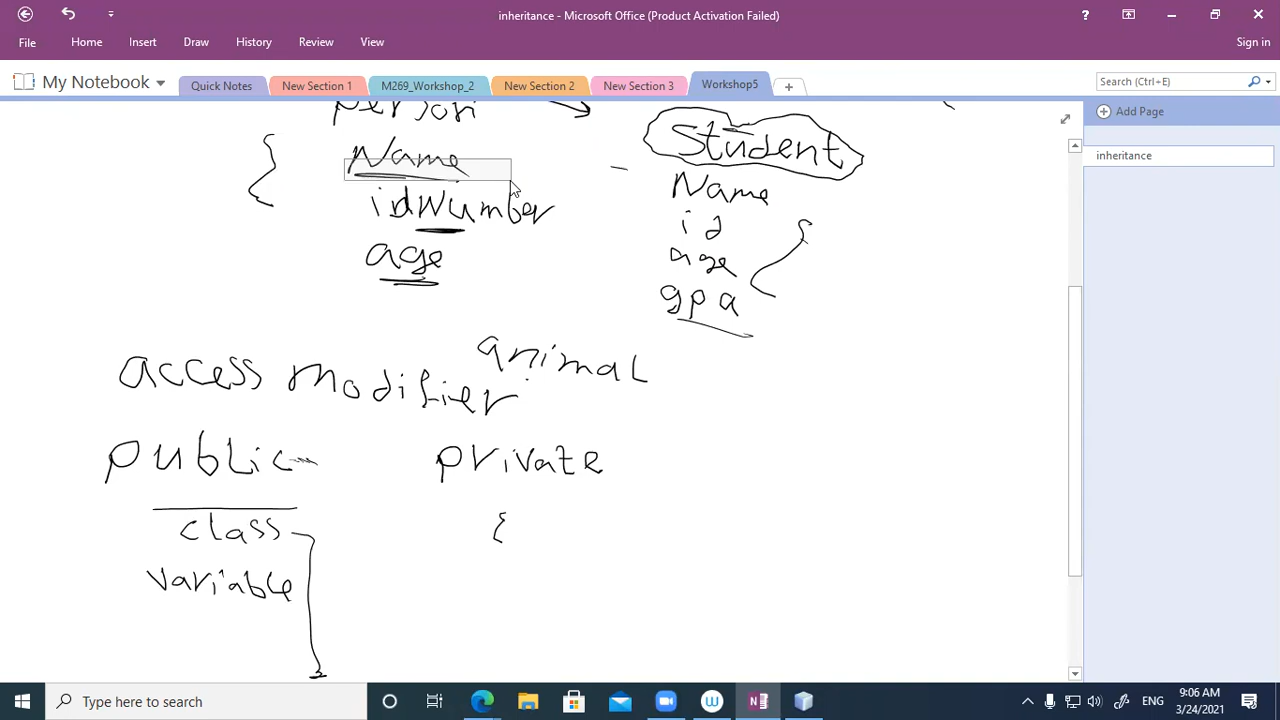 inheritance - Microsoft Office (Product Activation Failed)
File Home Insert Draw History Review View Sign in
My Notebook Quick Notes New Section 1 M269_Workshop_2 New Section 2 New Section 3 Workshop5 Search (Ctrl+E)
Add Page
inheritance
person
Student
Name
Name
idNumber
id
age
age
gpa
animal
access modifier
public private
class
variable
Type here to search
ENG
9:06 AM
3/24/2021